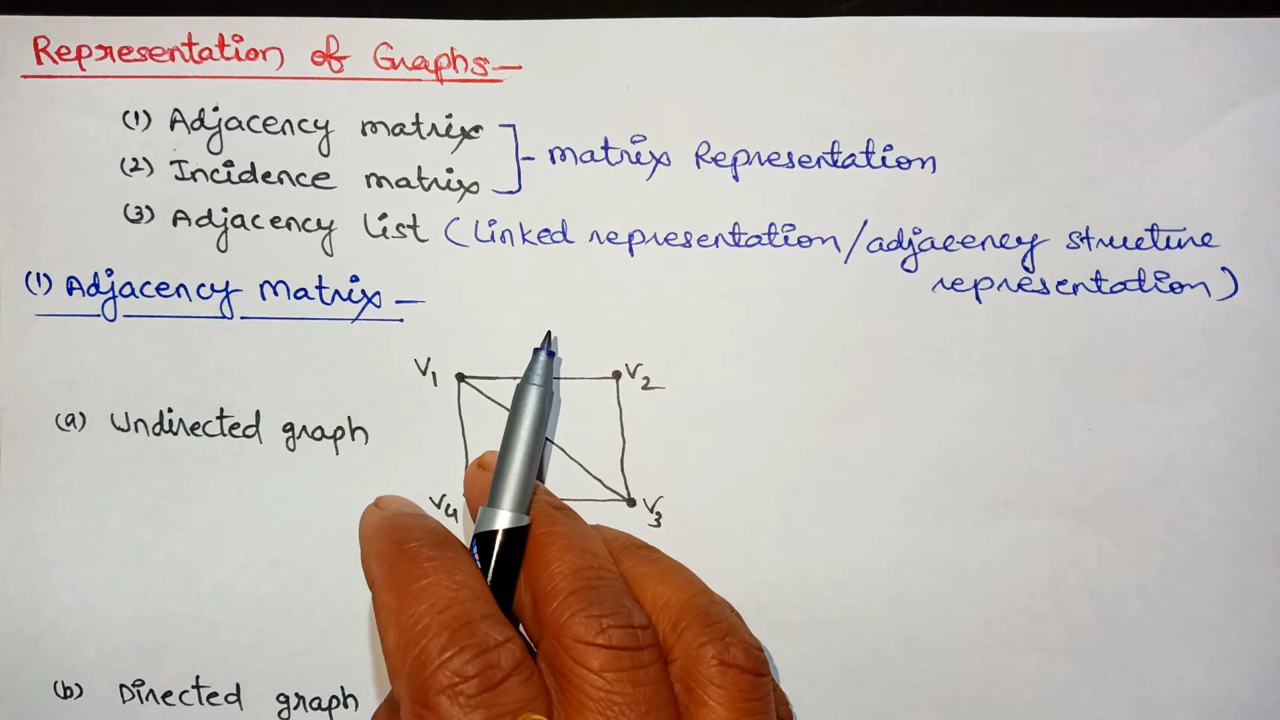 Representation of Graphs-
(1) Adjacency matrix
(2) Incidence matrix
- matrix Representation
(3) Adjacency list (linked representation/adjacency structure
representation)
(1) Adjacency Matrix -
V1
V2
(a) Undirected graph
V4
V3
(b) Directed graph